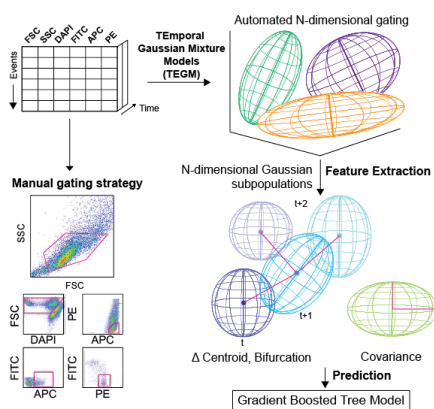 FSC SSC DAPI FITC APC PE
Events
Time
TEmporal
Gaussian Mixture
Models
(TEGM)
Automated N-dimensional gating
N-dimensional Gaussian
subpopulations
Feature Extraction
Manual gating strategy
SSC
FSC
FSC
DAPI
PE
APC
FITC
APC
FITC
PE
t+2
t+1
t
Δ Centroid, Bifurcation
Covariance
Prediction
Gradient Boosted Tree Model